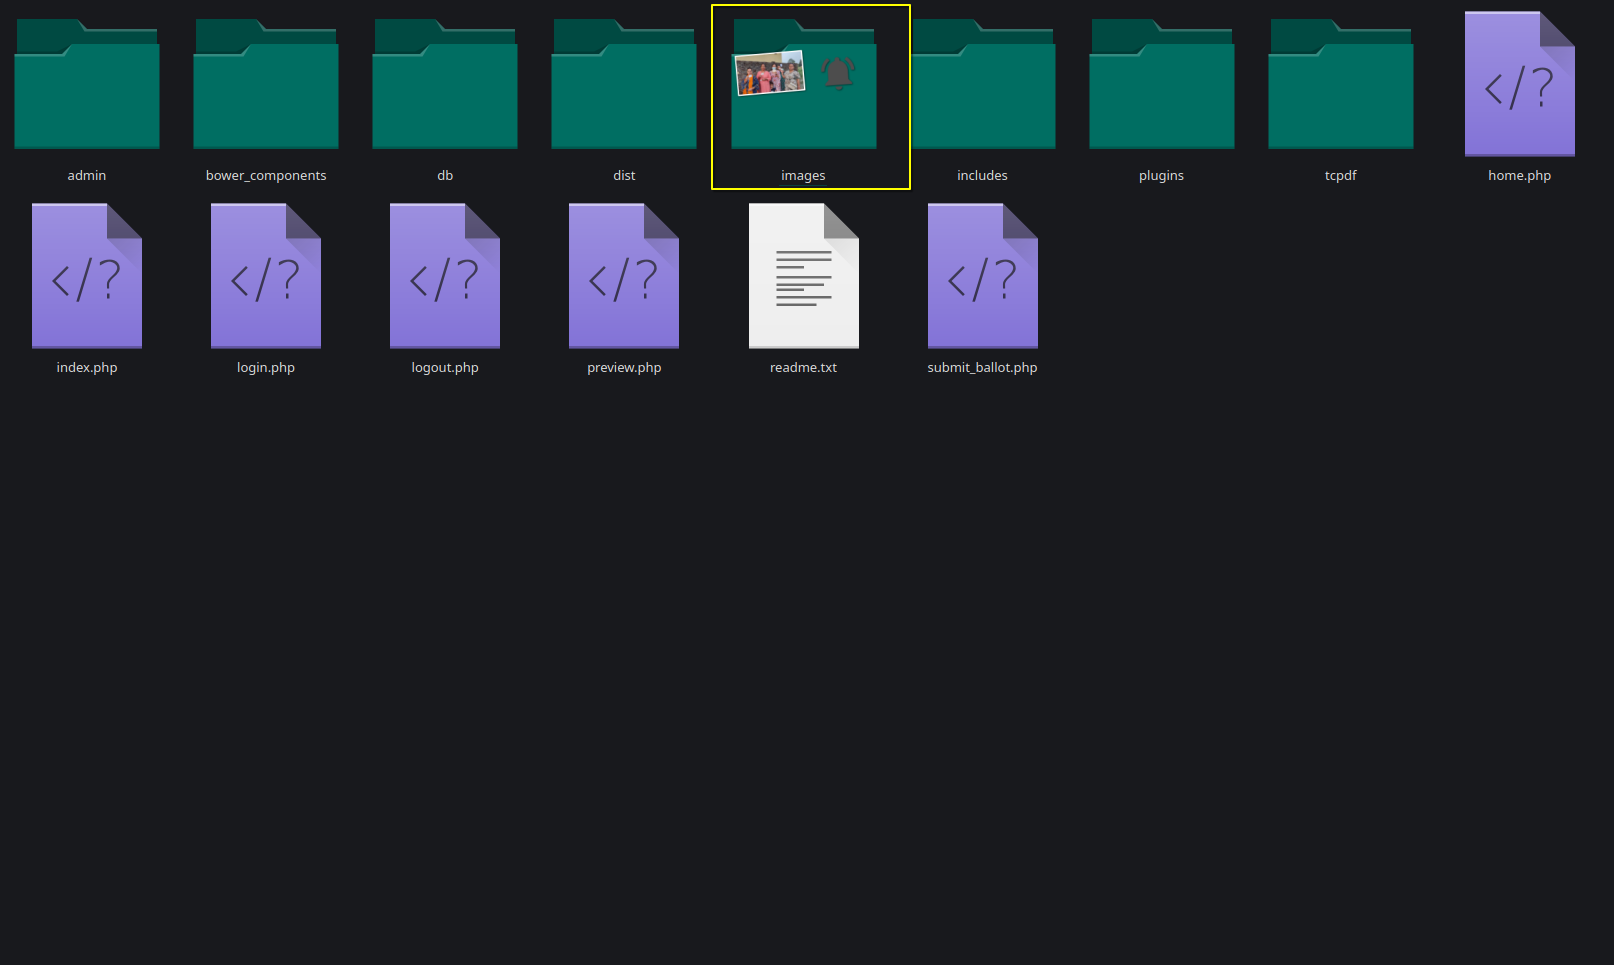 admin
bower_components
db
dist
images
includes
plugins
tcpdf
home.php
index.php
login.php
logout.php
preview.php
readme.txt
submit_ballot.php